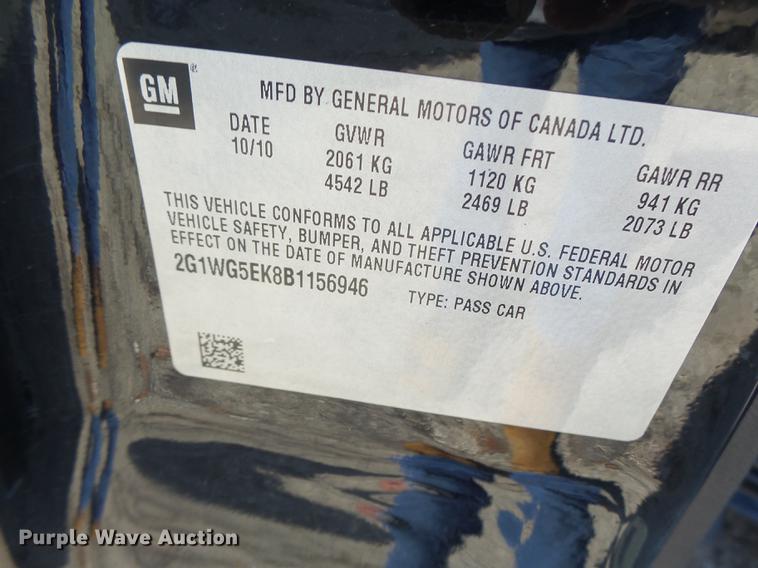 GM ®
MFD BY GENERAL MOTORS OF CANADA LTD.
DATE GVWR GAWR FRT GAWR RR
10/10 2061 KG 1120 KG 941 KG
4542 LB 2469 LB 2073 LB
THIS VEHICLE CONFORMS TO ALL APPLICABLE U.S. FEDERAL MOTOR
VEHICLE SAFETY, BUMPER, AND THEFT PREVENTION STANDARDS IN
EFFECT ON THE DATE OF MANUFACTURE SHOWN ABOVE.
2G1WG5EK8B1156946 TYPE: PASS CAR
Purple Wave Auction